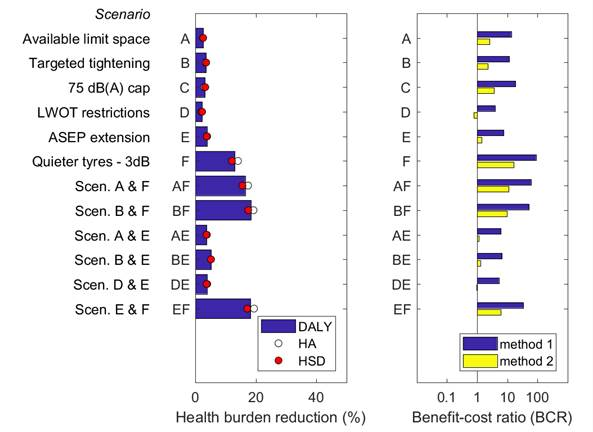 Scenario
Available limit space A A
Targeted tightening B B
75 dB(A) cap C C
LWOT restrictions D D
ASEP extension E E
Quieter tyres - 3dB F F
Scen. A & F AF AF
Scen. B & F BF BF
Scen. A & E AE AE
Scen. B & E BE BE
Scen. D & E DE DE
Scen. E & F EF EF
DALY
HA
HSD
method 1
method 2
0 20 40
0.1 1 10 100
Health burden reduction (%)
Benefit-cost ratio (BCR)